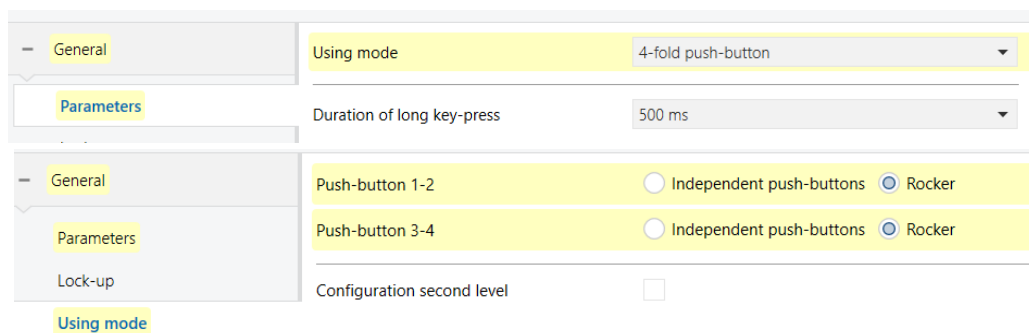 General
Using mode 4-fold push-button
Parameters
Duration of long key-press 500 ms
General
Push-button 1-2 Independent push-buttons Rocker
Parameters
Push-button 3-4 Independent push-buttons Rocker
Lock-up
Configuration second level
Using mode